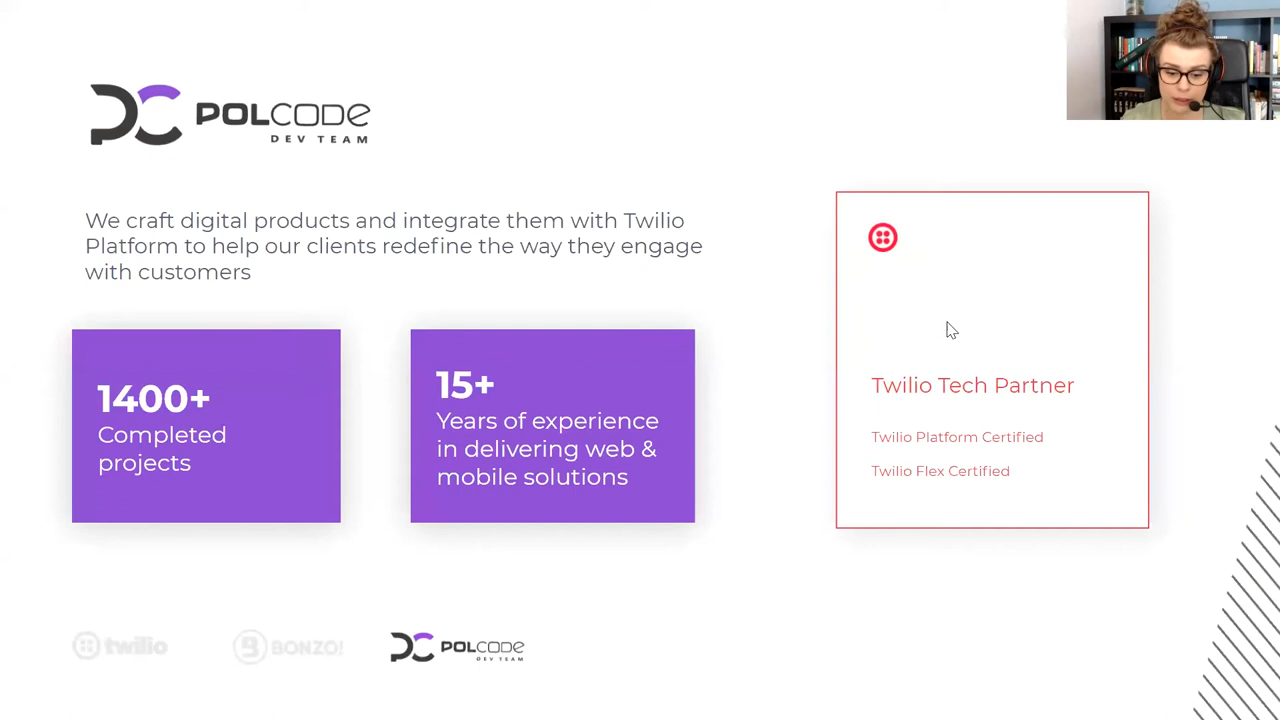 PC POLCODE
DEV TEAM
We craft digital products and integrate them with Twilio
Platform to help our clients redefine the way they engage
with customers
1400+
Completed
projects
15+
Years of experience
in delivering web &
mobile solutions
Twilio Tech Partner
Twilio Platform Certified
Twilio Flex Certified
twilio
BONZO!
PC POLCODE
DEV TEAM